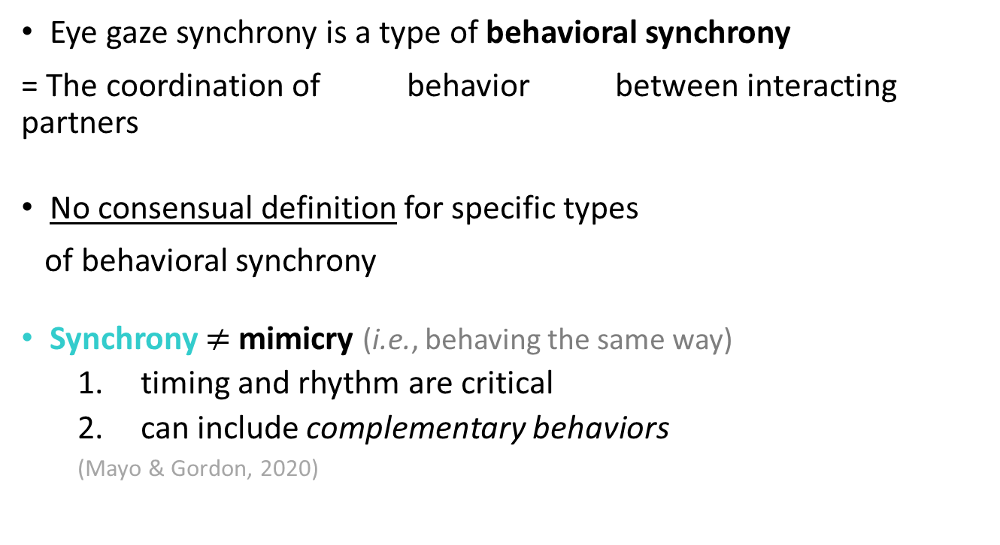 • Eye gaze synchrony is a type of behavioral synchrony
= The coordination of behavior between interacting
partners
• No consensual definition for specific types
of behavioral synchrony
• Synchrony ≠ mimicry (i.e., behaving the same way)
1. timing and rhythm are critical
2. can include complementary behaviors
(Mayo & Gordon, 2020)